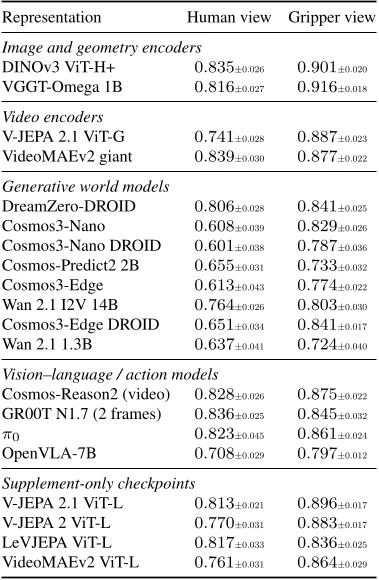 Representation Human view Gripper view
Image and geometry encoders
DINOv3 ViT-H+ 0.835±0.026 0.901±0.020
VGGT-Omega 1B 0.816±0.027 0.916±0.018
Video encoders
V-JEPA 2.1 ViT-G 0.741±0.028 0.887±0.023
VideoMAEv2 giant 0.839±0.030 0.877±0.022
Generative world models
DreamZero-DROID 0.806±0.028 0.841±0.025
Cosmos3-Nano 0.608±0.039 0.829±0.026
Cosmos3-Nano DROID 0.601±0.038 0.787±0.036
Cosmos-Predict2 2B 0.655±0.031 0.733±0.032
Cosmos3-Edge 0.613±0.043 0.774±0.022
Wan 2.1 I2V 14B 0.764±0.026 0.803±0.030
Cosmos3-Edge DROID 0.651±0.034 0.841±0.017
Wan 2.1 1.3B 0.637±0.041 0.724±0.040
Vision–language / action models
Cosmos-Reason2 (video) 0.828±0.026 0.875±0.022
GR00T N1.7 (2 frames) 0.836±0.025 0.845±0.032
π0 0.823±0.045 0.861±0.024
OpenVLA-7B 0.708±0.029 0.797±0.012
Supplement-only checkpoints
V-JEPA 2.1 ViT-L 0.813±0.021 0.896±0.017
V-JEPA 2 ViT-L 0.770±0.031 0.883±0.017
LeVJEPA ViT-L 0.817±0.033 0.836±0.025
VideoMAEv2 ViT-L 0.761±0.031 0.864±0.029